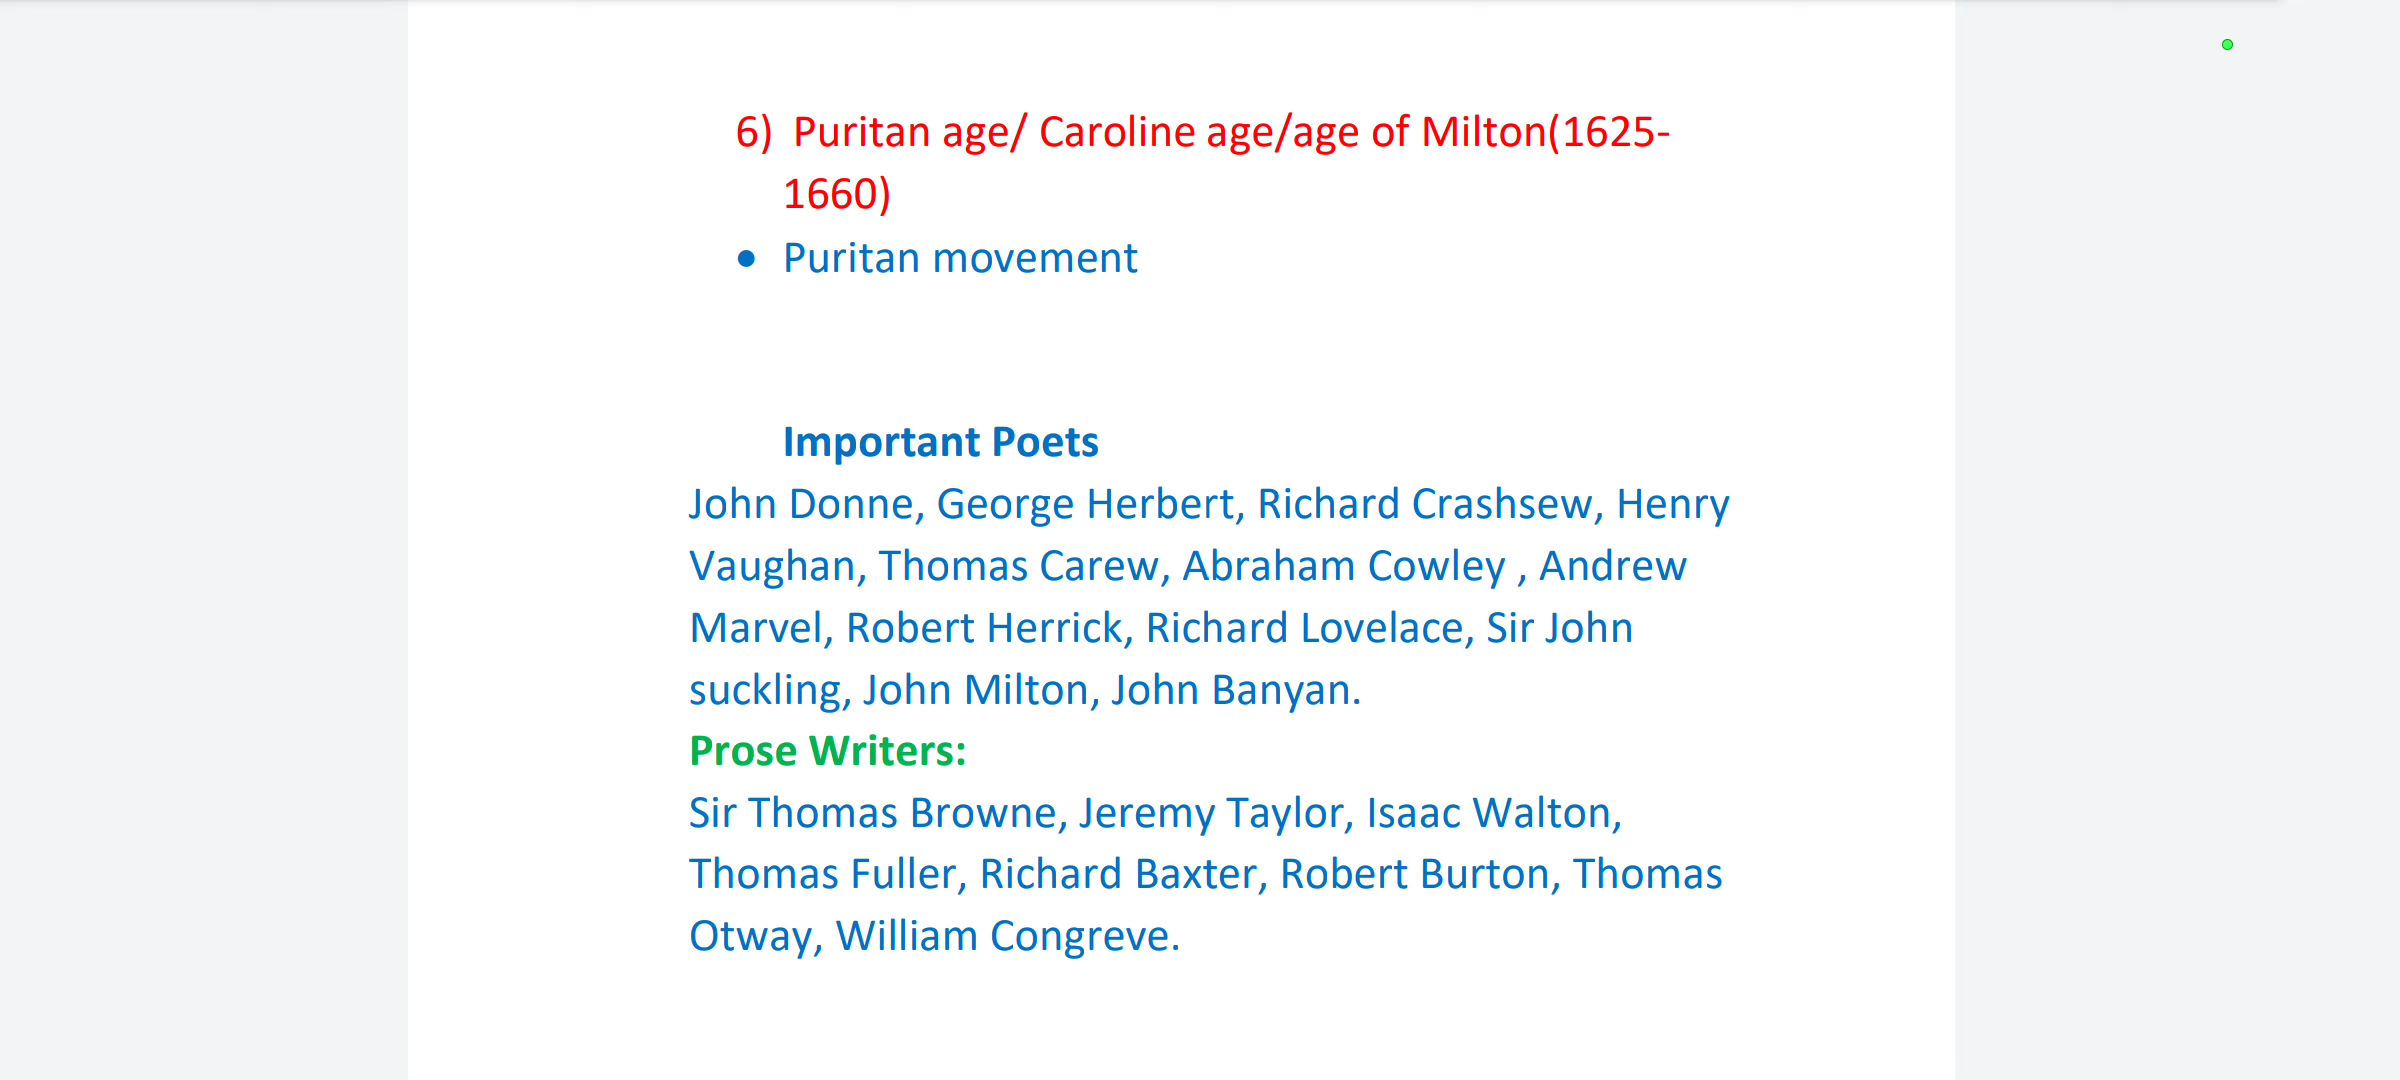 6) Puritan age/ Caroline age/age of Milton(1625-
1660)
• Puritan movement
Important Poets
John Donne, George Herbert, Richard Crashsew, Henry
Vaughan, Thomas Carew, Abraham Cowley , Andrew
Marvel, Robert Herrick, Richard Lovelace, Sir John
suckling, John Milton, John Banyan.
Prose Writers:
Sir Thomas Browne, Jeremy Taylor, Isaac Walton,
Thomas Fuller, Richard Baxter, Robert Burton, Thomas
Otway, William Congreve.